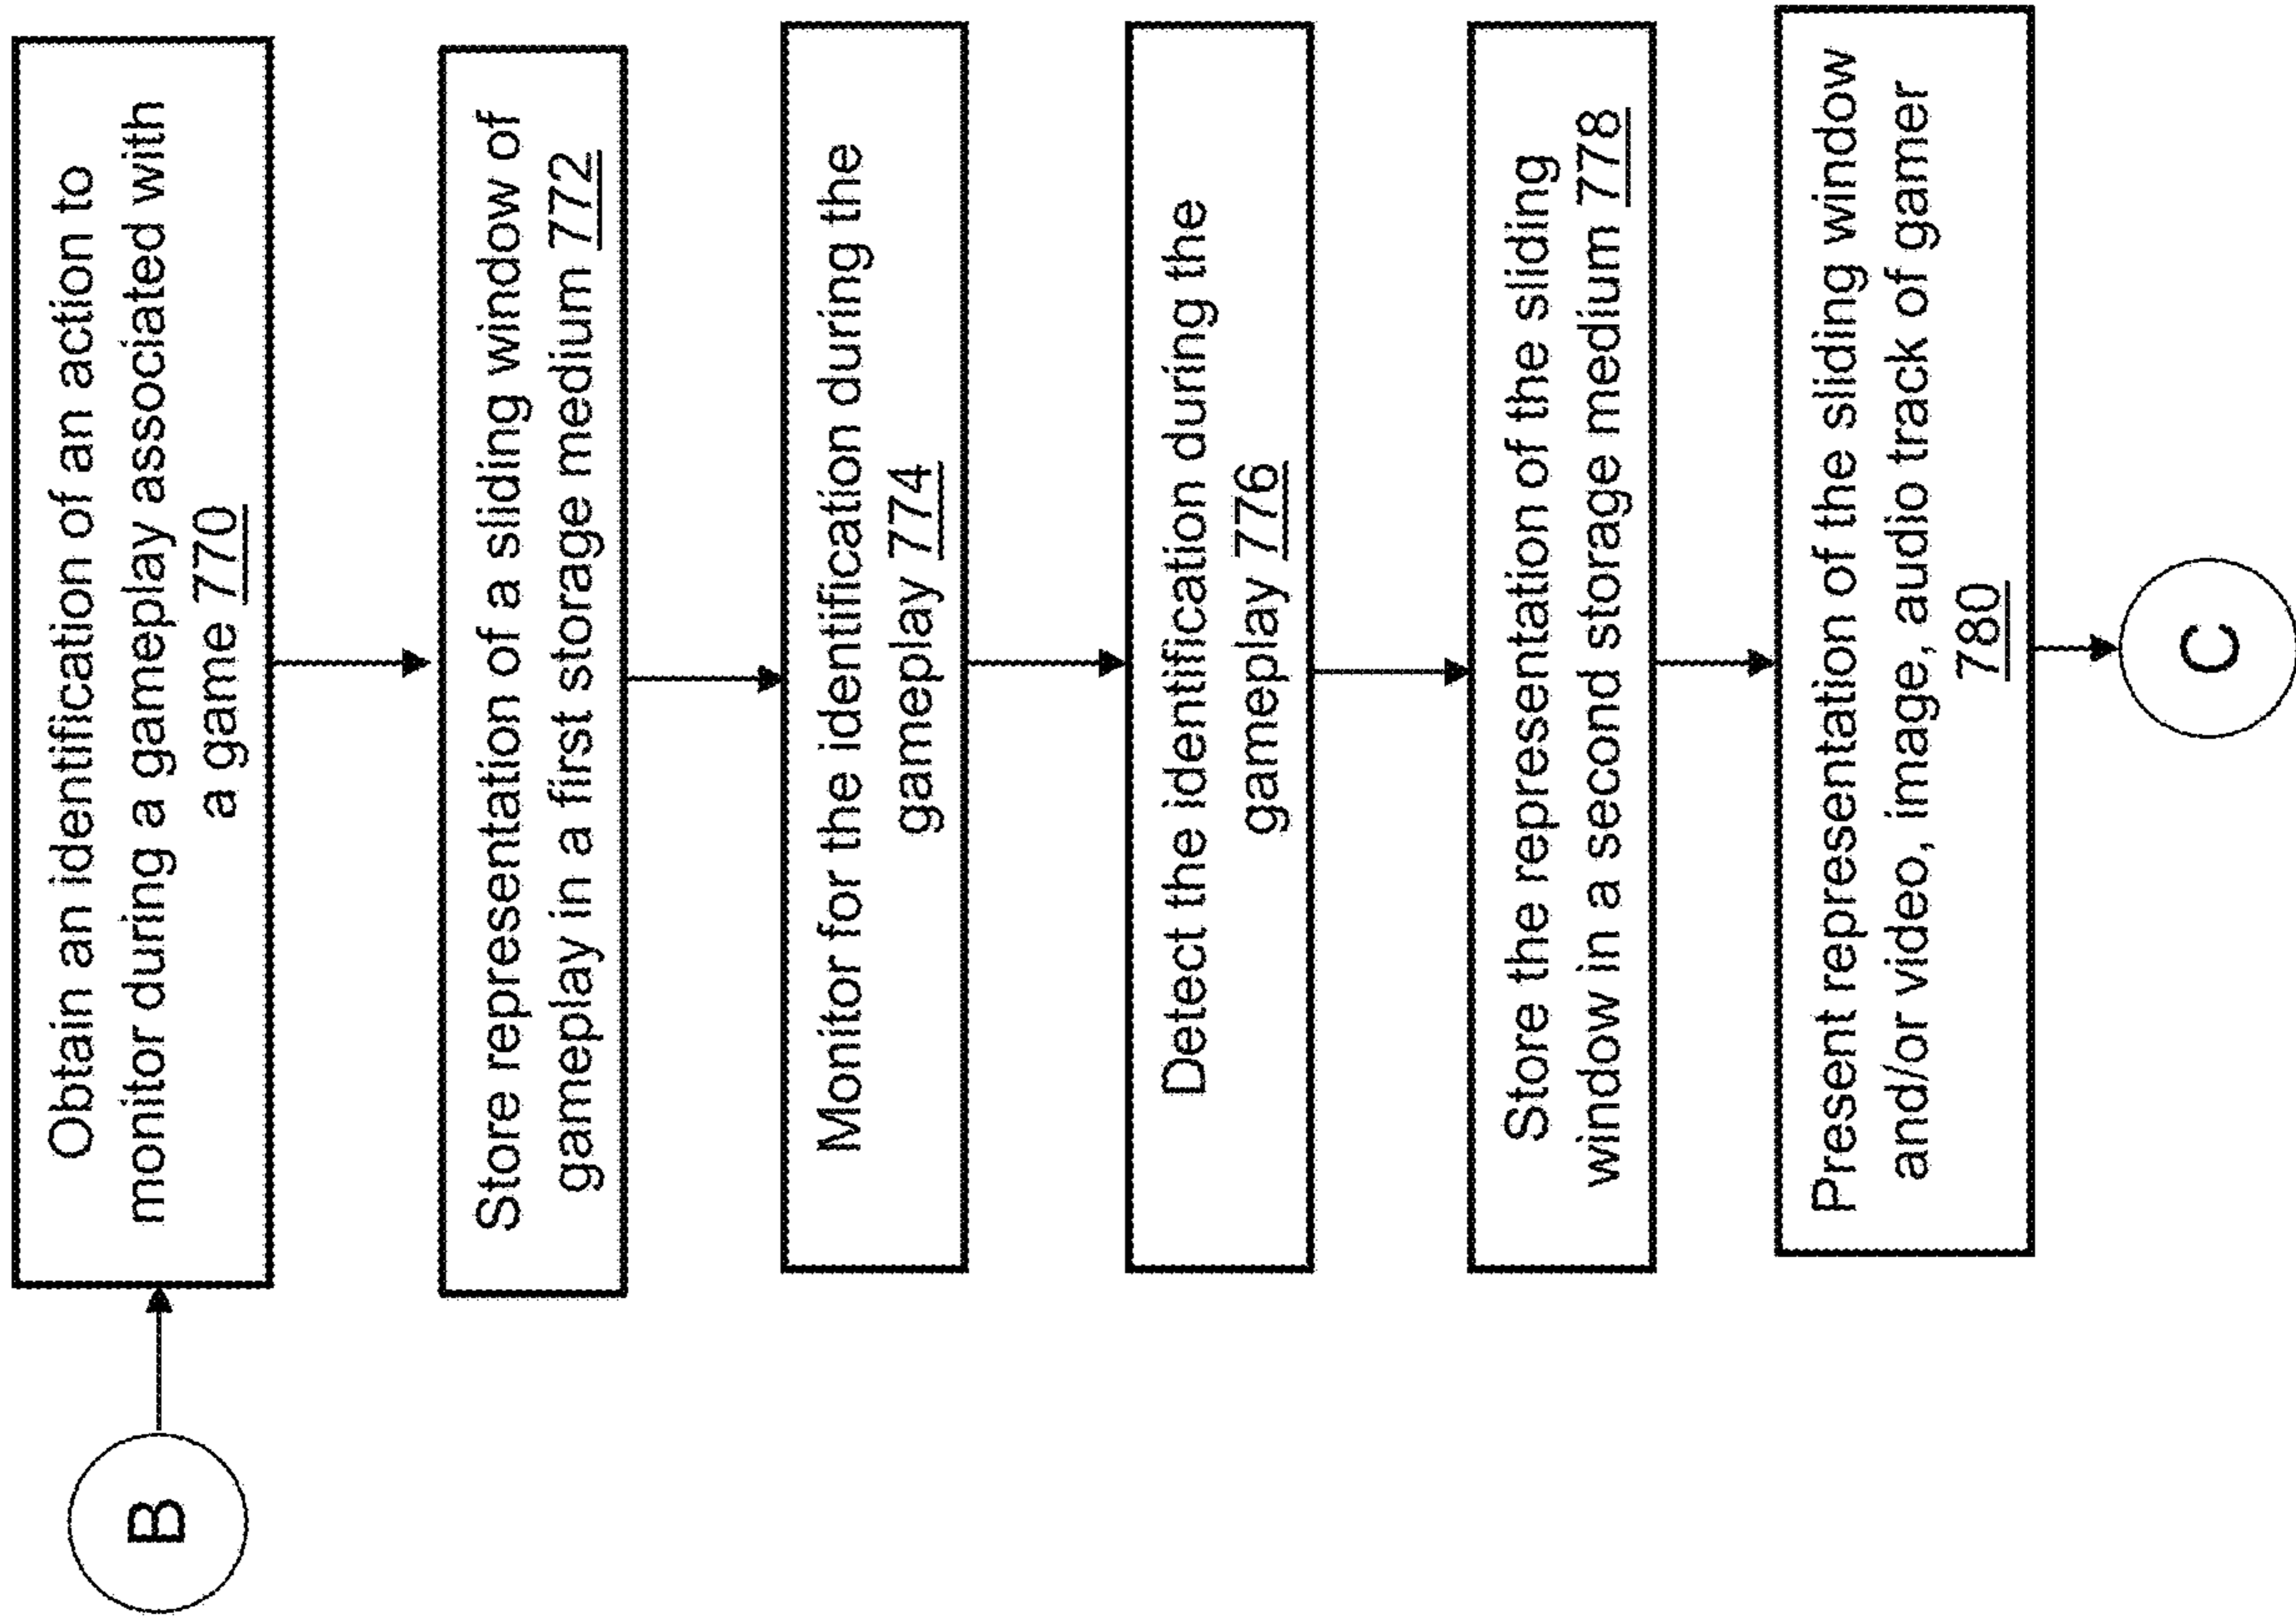 B
Obtain an identification of an action to
monitor during a gameplay associated with
a game 770
Store representation of a sliding window of
gameplay in a first storage medium 772
Monitor for the identification during the
gameplay 774
Detect the identification during the
gameplay 776
Store the representation of the sliding
window in a second storage medium 778
Present representation of the sliding window
and/or video, image, audio track of gamer
780
C